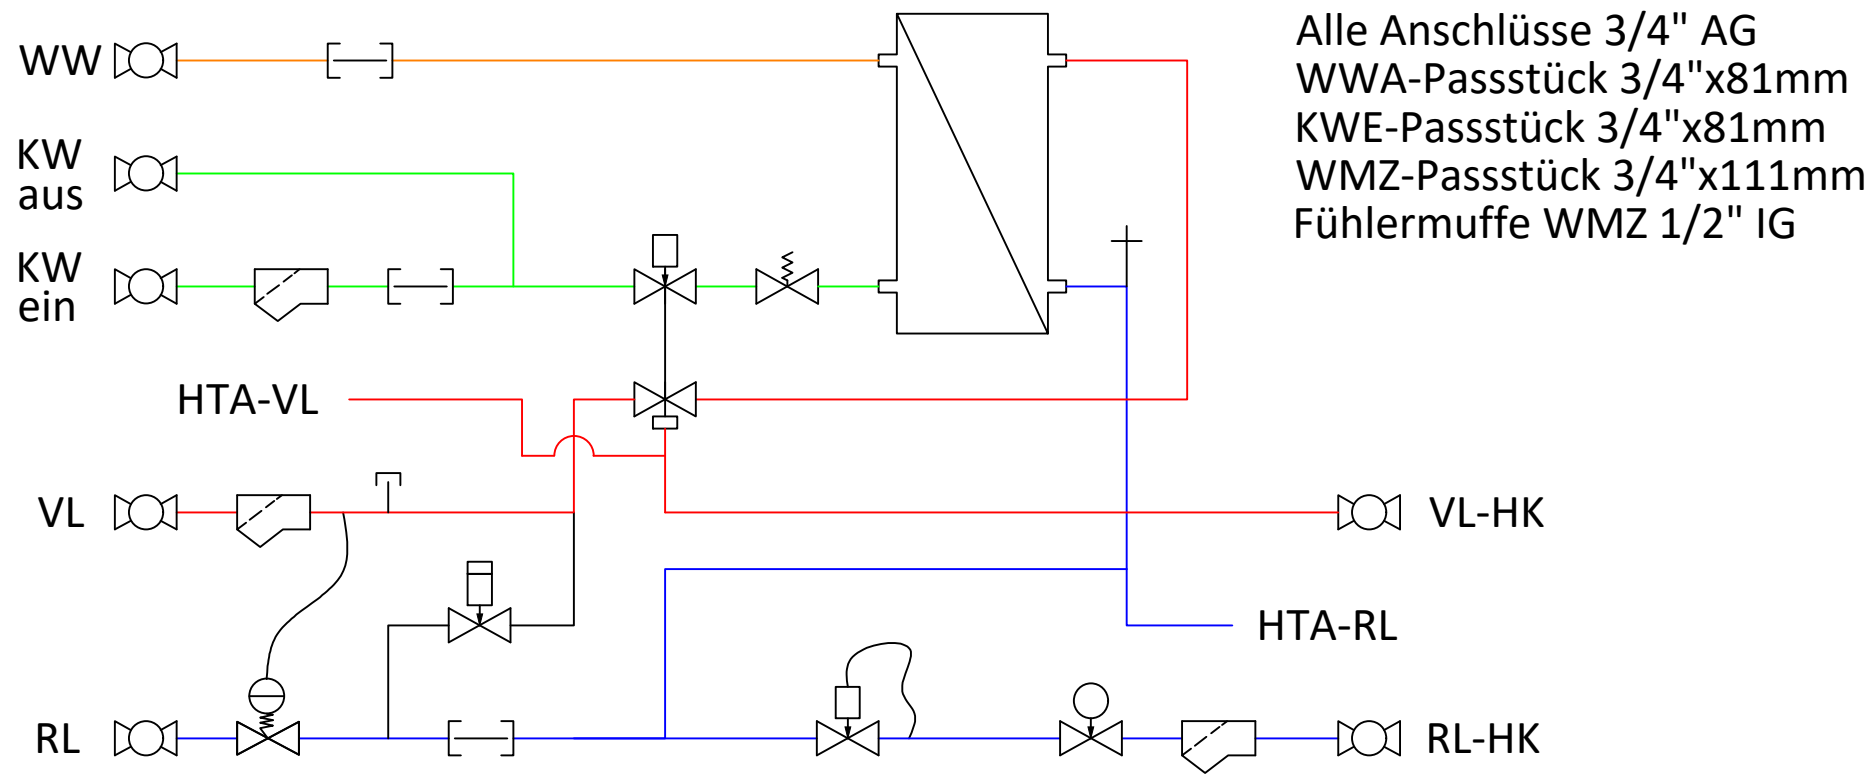 WW
KW
aus
KW
ein
HTA-VL
VL
RL
Alle Anschlüsse 3/4" AG
WWA-Passstück 3/4"x81mm
KWE-Passstück 3/4"x81mm
WMZ-Passstück 3/4"x111mm
Fühlermuffe WMZ 1/2" IG
VL-HK
HTA-RL
RL-HK